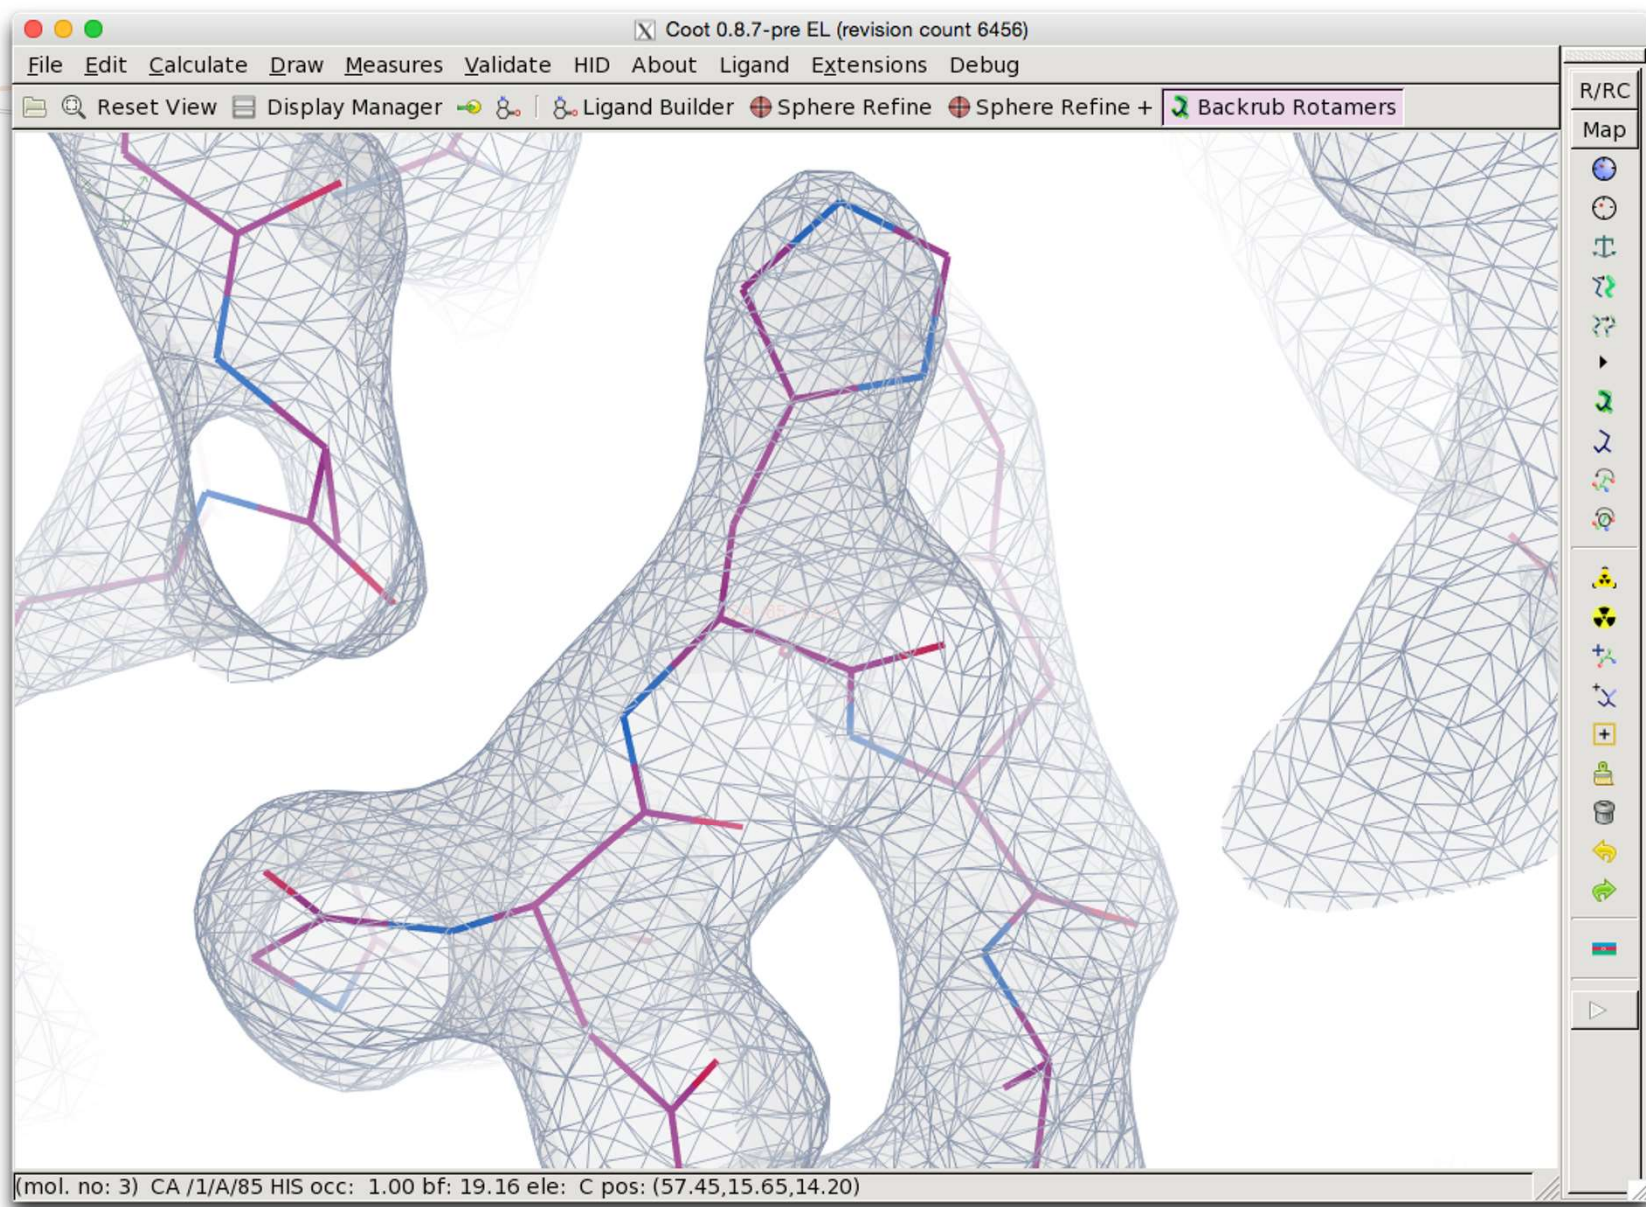 Coot 0.8.7-pre EL (revision count 6456)
File Edit Calculate Draw Measures Validate HID About Ligand Extensions Debug
Reset View Display Manager Ligand Builder Sphere Refine Sphere Refine + Backrub Rotamers
R/RC
Map
(mol. no: 3) CA /1/A/85 HIS occ: 1.00 bf: 19.16 ele: C pos: (57.45,15.65,14.20)